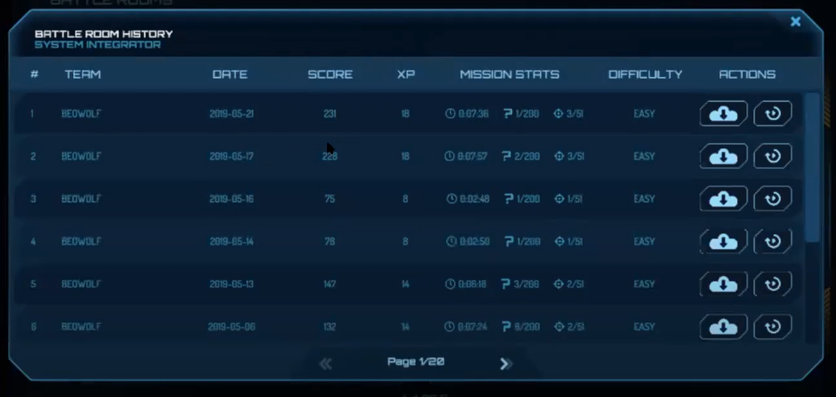 BATTLE ROOMS
BATTLE ROOM HISTORY
SYSTEM INTEGRATOR
# TEAM DATE SCORE XP MISSION STATS DIFFICULTY ACTIONS
1 BEOWOLF 2019-05-21 231 18 0:07:36 1/200 3/51 EASY
2 BEOWOLF 2019-05-17 228 18 0:07:57 2/200 3/51 EASY
3 BEOWOLF 2019-05-16 75 8 0:02:48 1/200 1/51 EASY
4 BEOWOLF 2019-05-14 78 8 0:02:50 1/200 1/51 EASY
5 BEOWOLF 2019-05-13 147 14 0:06:18 3/200 2/51 EASY
6 BEOWOLF 2019-05-06 132 14 0:07:24 8/200 2/51 EASY
Page 1/20